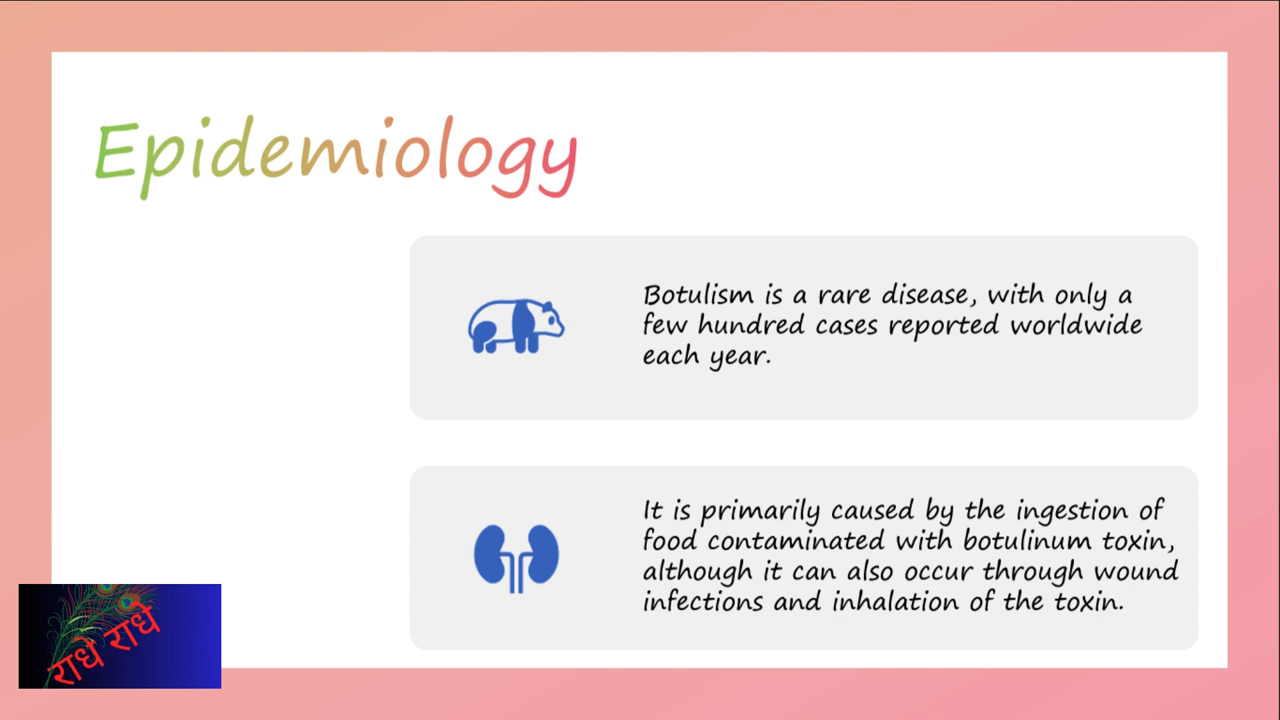 Epidemiology
Botulism is a rare disease, with only a
few hundred cases reported worldwide
each year.
It is primarily caused by the ingestion of
food contaminated with botulinum toxin,
although it can also occur through wound
infections and inhalation of the toxin.
राधे राधे